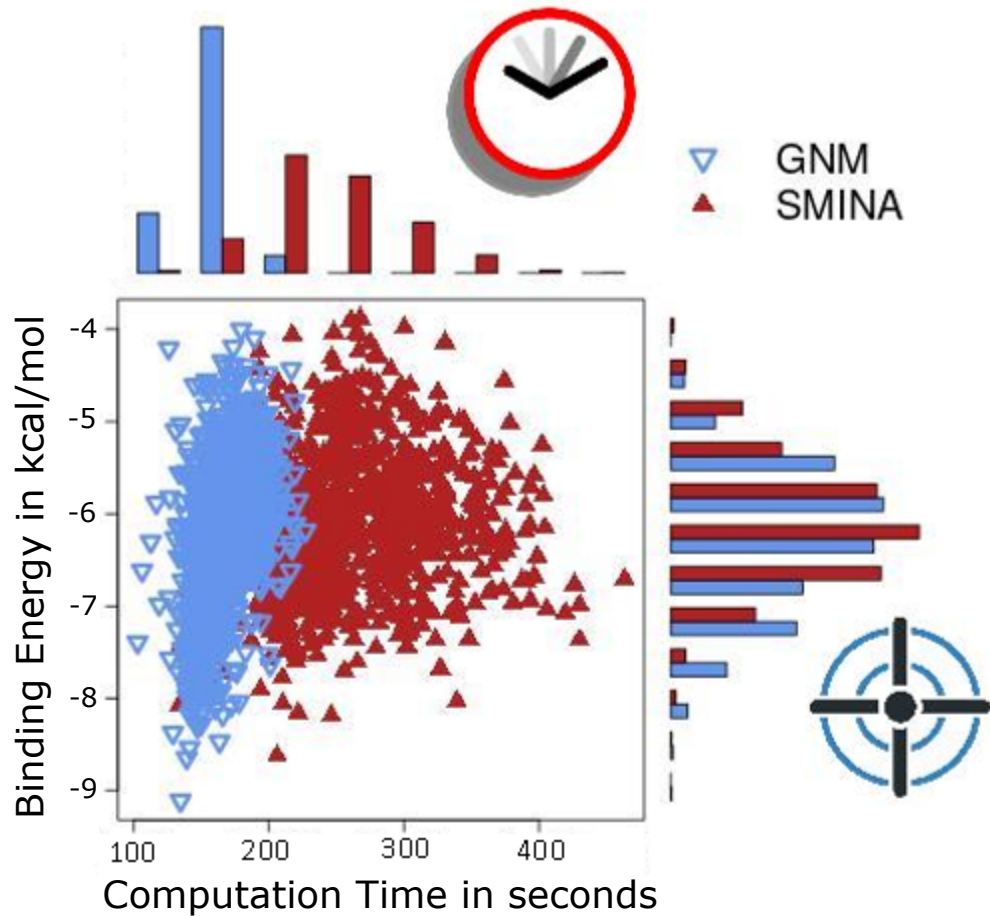 GNM
SMINA
Binding Energy in kcal/mol
-4
-5
-6
-7
-8
-9
100 200 300 400
Computation Time in seconds